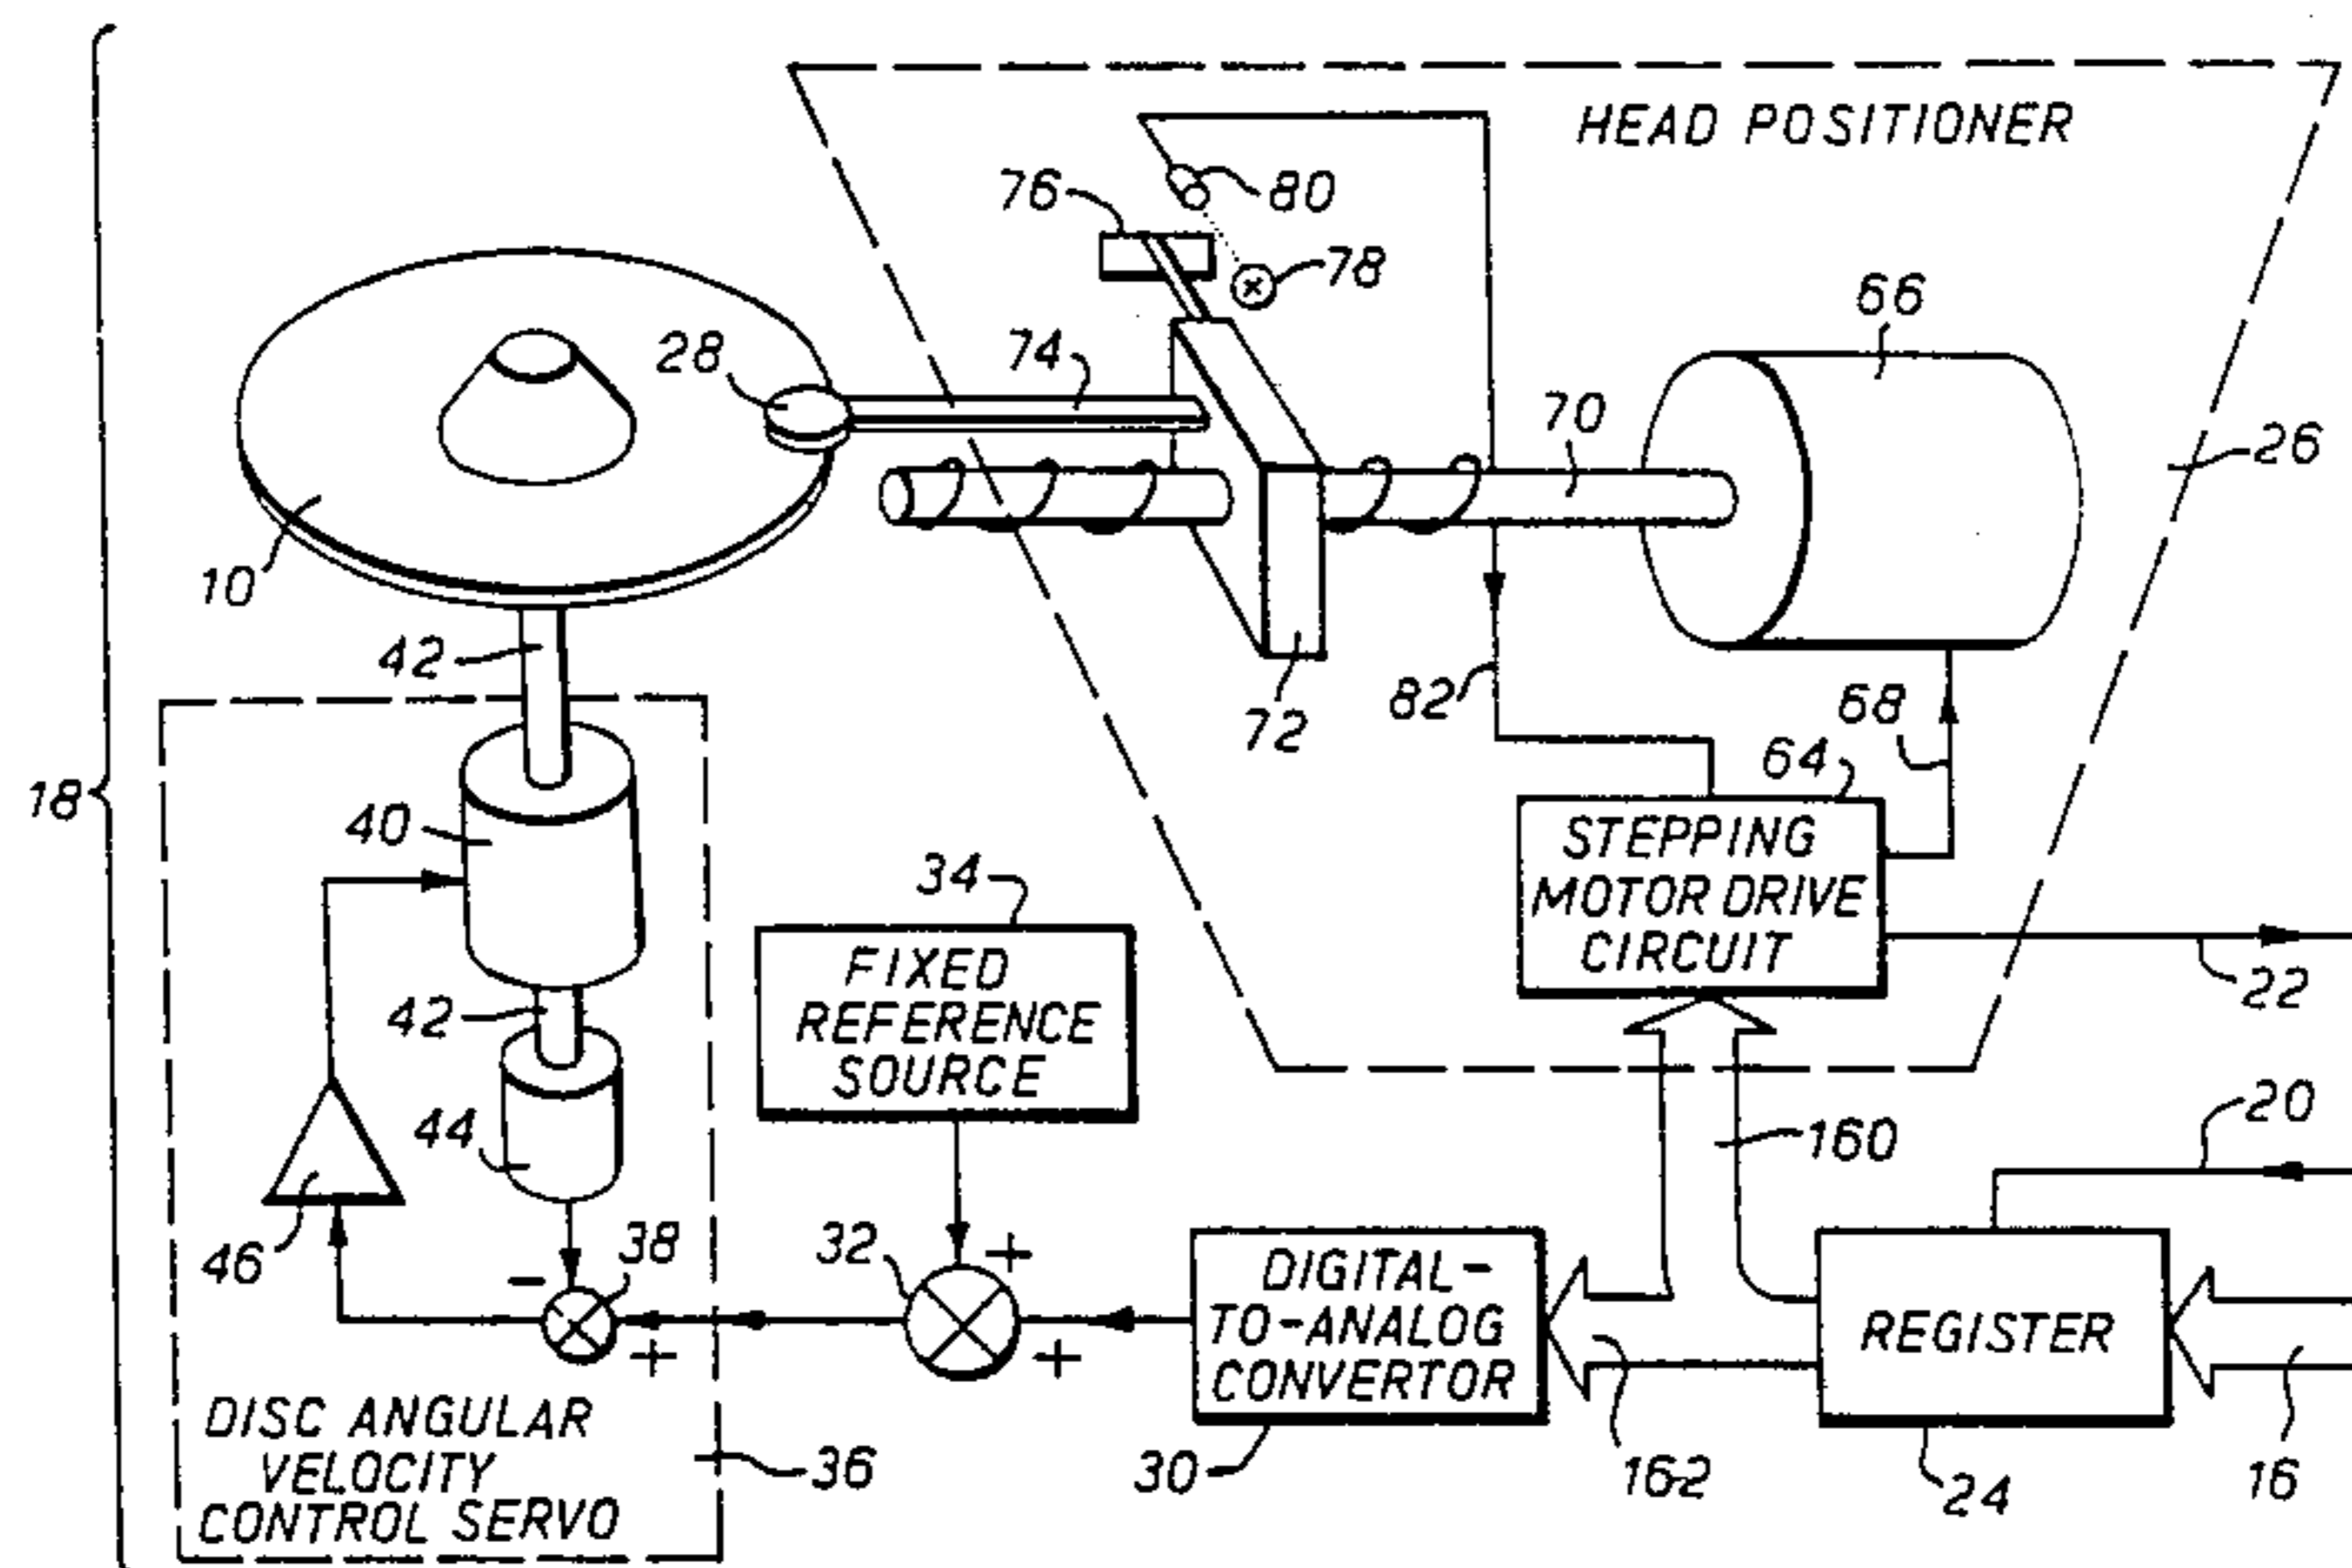 HEAD POSITIONER
76
80
78
66
28
74
70
26
10
42
82
72
68
18
64
40
STEPPING
MOTOR DRIVE
CIRCUIT
34
FIXED
REFERENCE
SOURCE
22
42
20
44
160
46
38
32
+
-
+
+
DIGITAL-
TO-ANALOG
CONVERTOR
REGISTER
DISC ANGULAR
VELOCITY
CONTROL SERVO
36
30
162
24
16